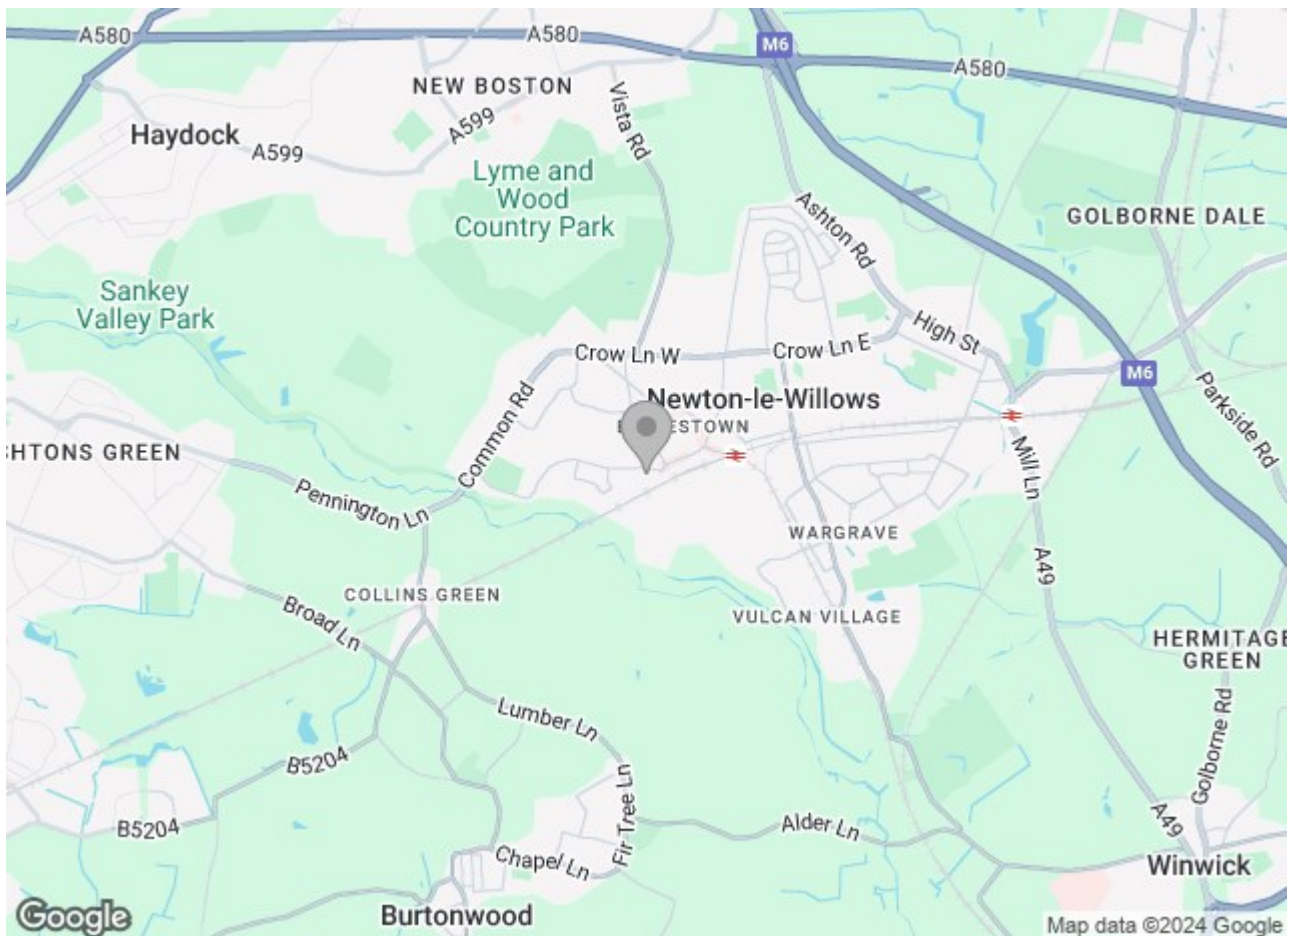 A580
A580
M6
A580
NEW BOSTON
Vista Rd
Haydock
A599
A599
Lyme and
Wood
Country Park
Ashton Rd
GOLBORNE DALE
Sankey
Valley Park
High St
Crow Ln W
Crow Ln E
M6
Newton-le-Willows
Common Rd
Parkside Rd
ESTOWN
CHTONS GREEN
Mill Ln
Pennington Ln
WARGRAVE
A49
COLLINS GREEN
Broad Ln
VULCAN VILLAGE
HERMITAGE
GREEN
Lumber Ln
Golborne Rd
B5204
Fir Tree Ln
B5204
Alder Ln
A49
Chapel Ln
Winwick
Burtonwood
Google
Map data ©2024 Google